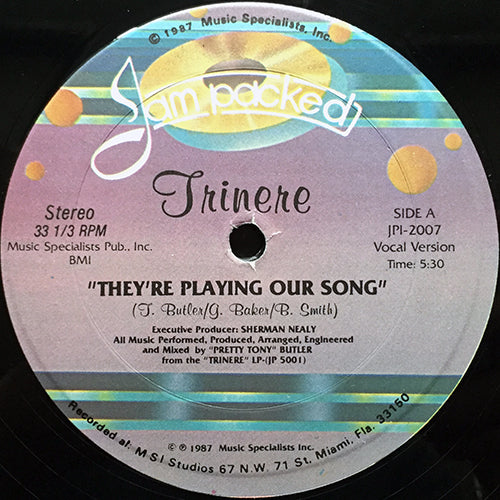 © 1987 Music Specialists, Inc.
Jam packed
Trinere
Stereo
33 1/3 RPM
Music Specialists Pub., Inc.
BMI
SIDE A
JPI-2007
Vocal Version
Time: 5:30
"THEY'RE PLAYING OUR SONG"
(T. Butler/G. Baker/B. Smith)
Executive Producer: SHERMAN NEALY
All Music Performed, Produced, Arranged, Engineered
and Mixed by "PRETTY TONY" BUTLER
from the "TRINERE" LP-(JP 5001)
© ℗ 1987 Music Specialists Inc.
Recorded at: MSI Studios 67 N.W. 71 St. Miami, Fla. 33150